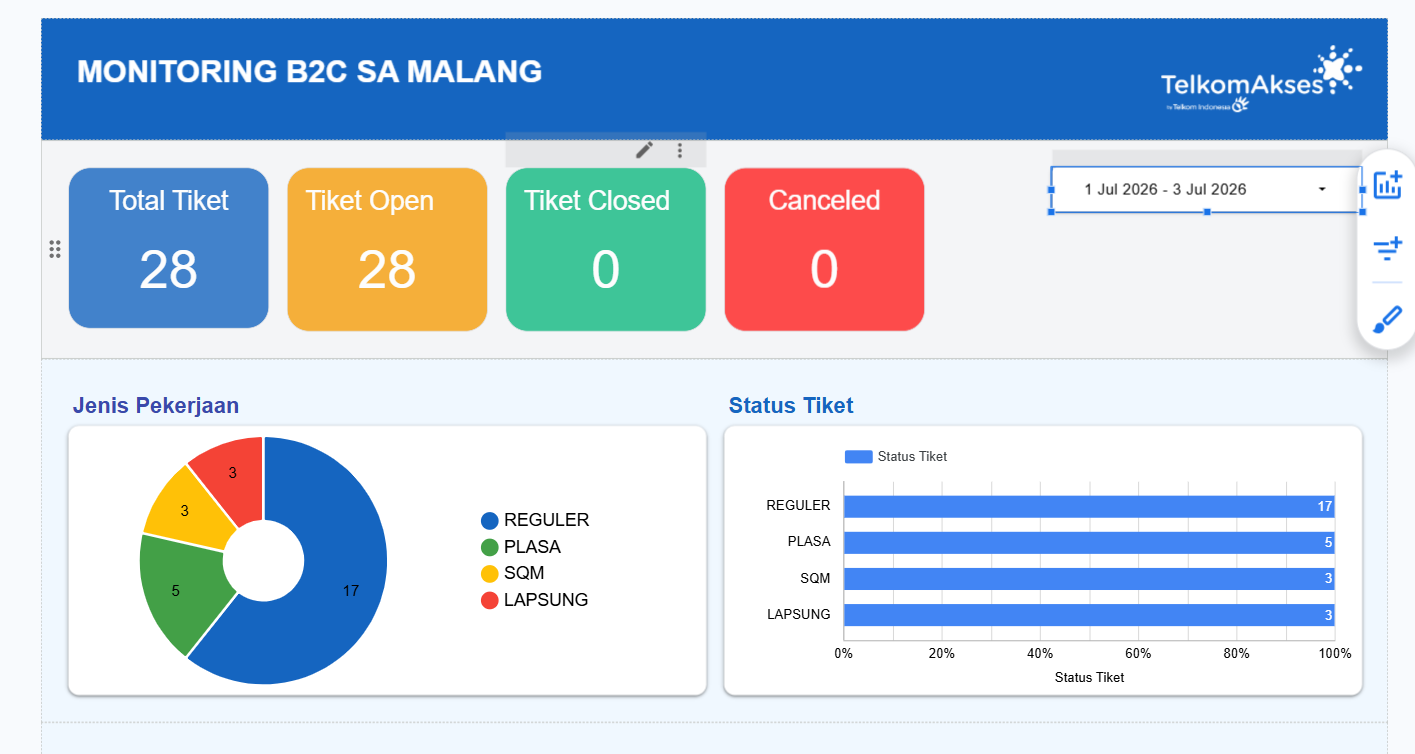 MONITORING B2C SA MALANG
TelkomAkses
by Telkom Indonesia
Total Tiket
28
Tiket Open
28
Tiket Closed
0
Canceled
0
1 Jul 2026 - 3 Jul 2026
Jenis Pekerjaan
3
3
5
17
REGULER
PLASA
SQM
LAPSUNG
Status Tiket
Status Tiket
REGULER 17
PLASA 5
SQM 3
LAPSUNG 3
0% 20% 40% 60% 80% 100%
Status Tiket